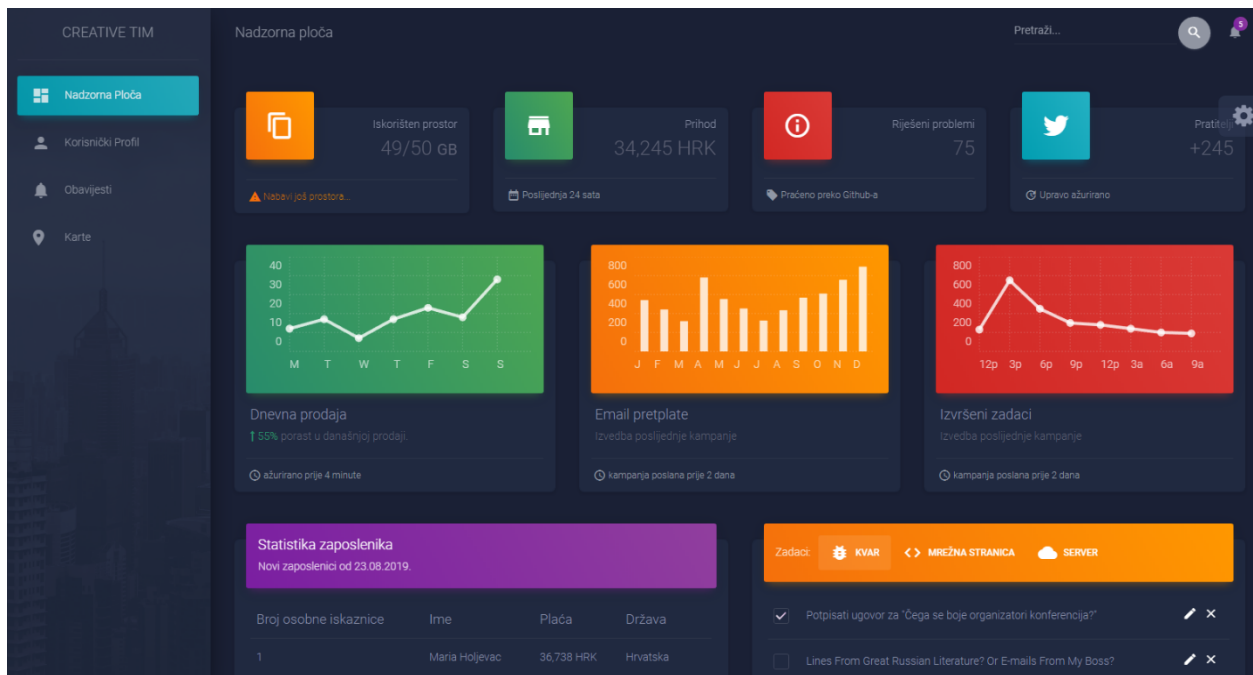 CREATIVE TIM
Nadzorna Ploča
Korisnički Profil
Obavijesti
Karte
Nadzorna ploča
Pretraži...
5
Iskorišten prostor
49/50 GB
Nabavi još prostora...
Prihod
34,245 HRK
Posljednja 24 sata
Riješeni problemi
75
Praćeno preko Github-a
+245
Upravo ažurirano
40
30
20
10
0
M T W T F S S
Dnevna prodaja
55% porast u današnjoj prodaji.
ažurirano prije 4 minute
800
600
400
200
0
J F M A M J J A S O N D
Email pretplate
Izvedba poslijednje kampanje
kampanja poslana prije 2 dana
800
600
400
200
0
12p 3p 6p 9p 12p 3a 6a 9a
Izvršeni zadaci
Izvedba poslijednje kampanje
kampanja poslana prije 2 dana
Statistika zaposlenika
Novi zaposlenici od 23.08.2019.
Broj osobne iskaznice Ime Plaća Država
1 Maria Holjevac 36,738 HRK Hrvatska
Zadaci: KVAR MREŽNA STRANICA SERVER
Potpisati ugovor za "Čega se boje organizatori konferencija?"
Lines From Great Russian Literature? Or E-mails From My Boss?